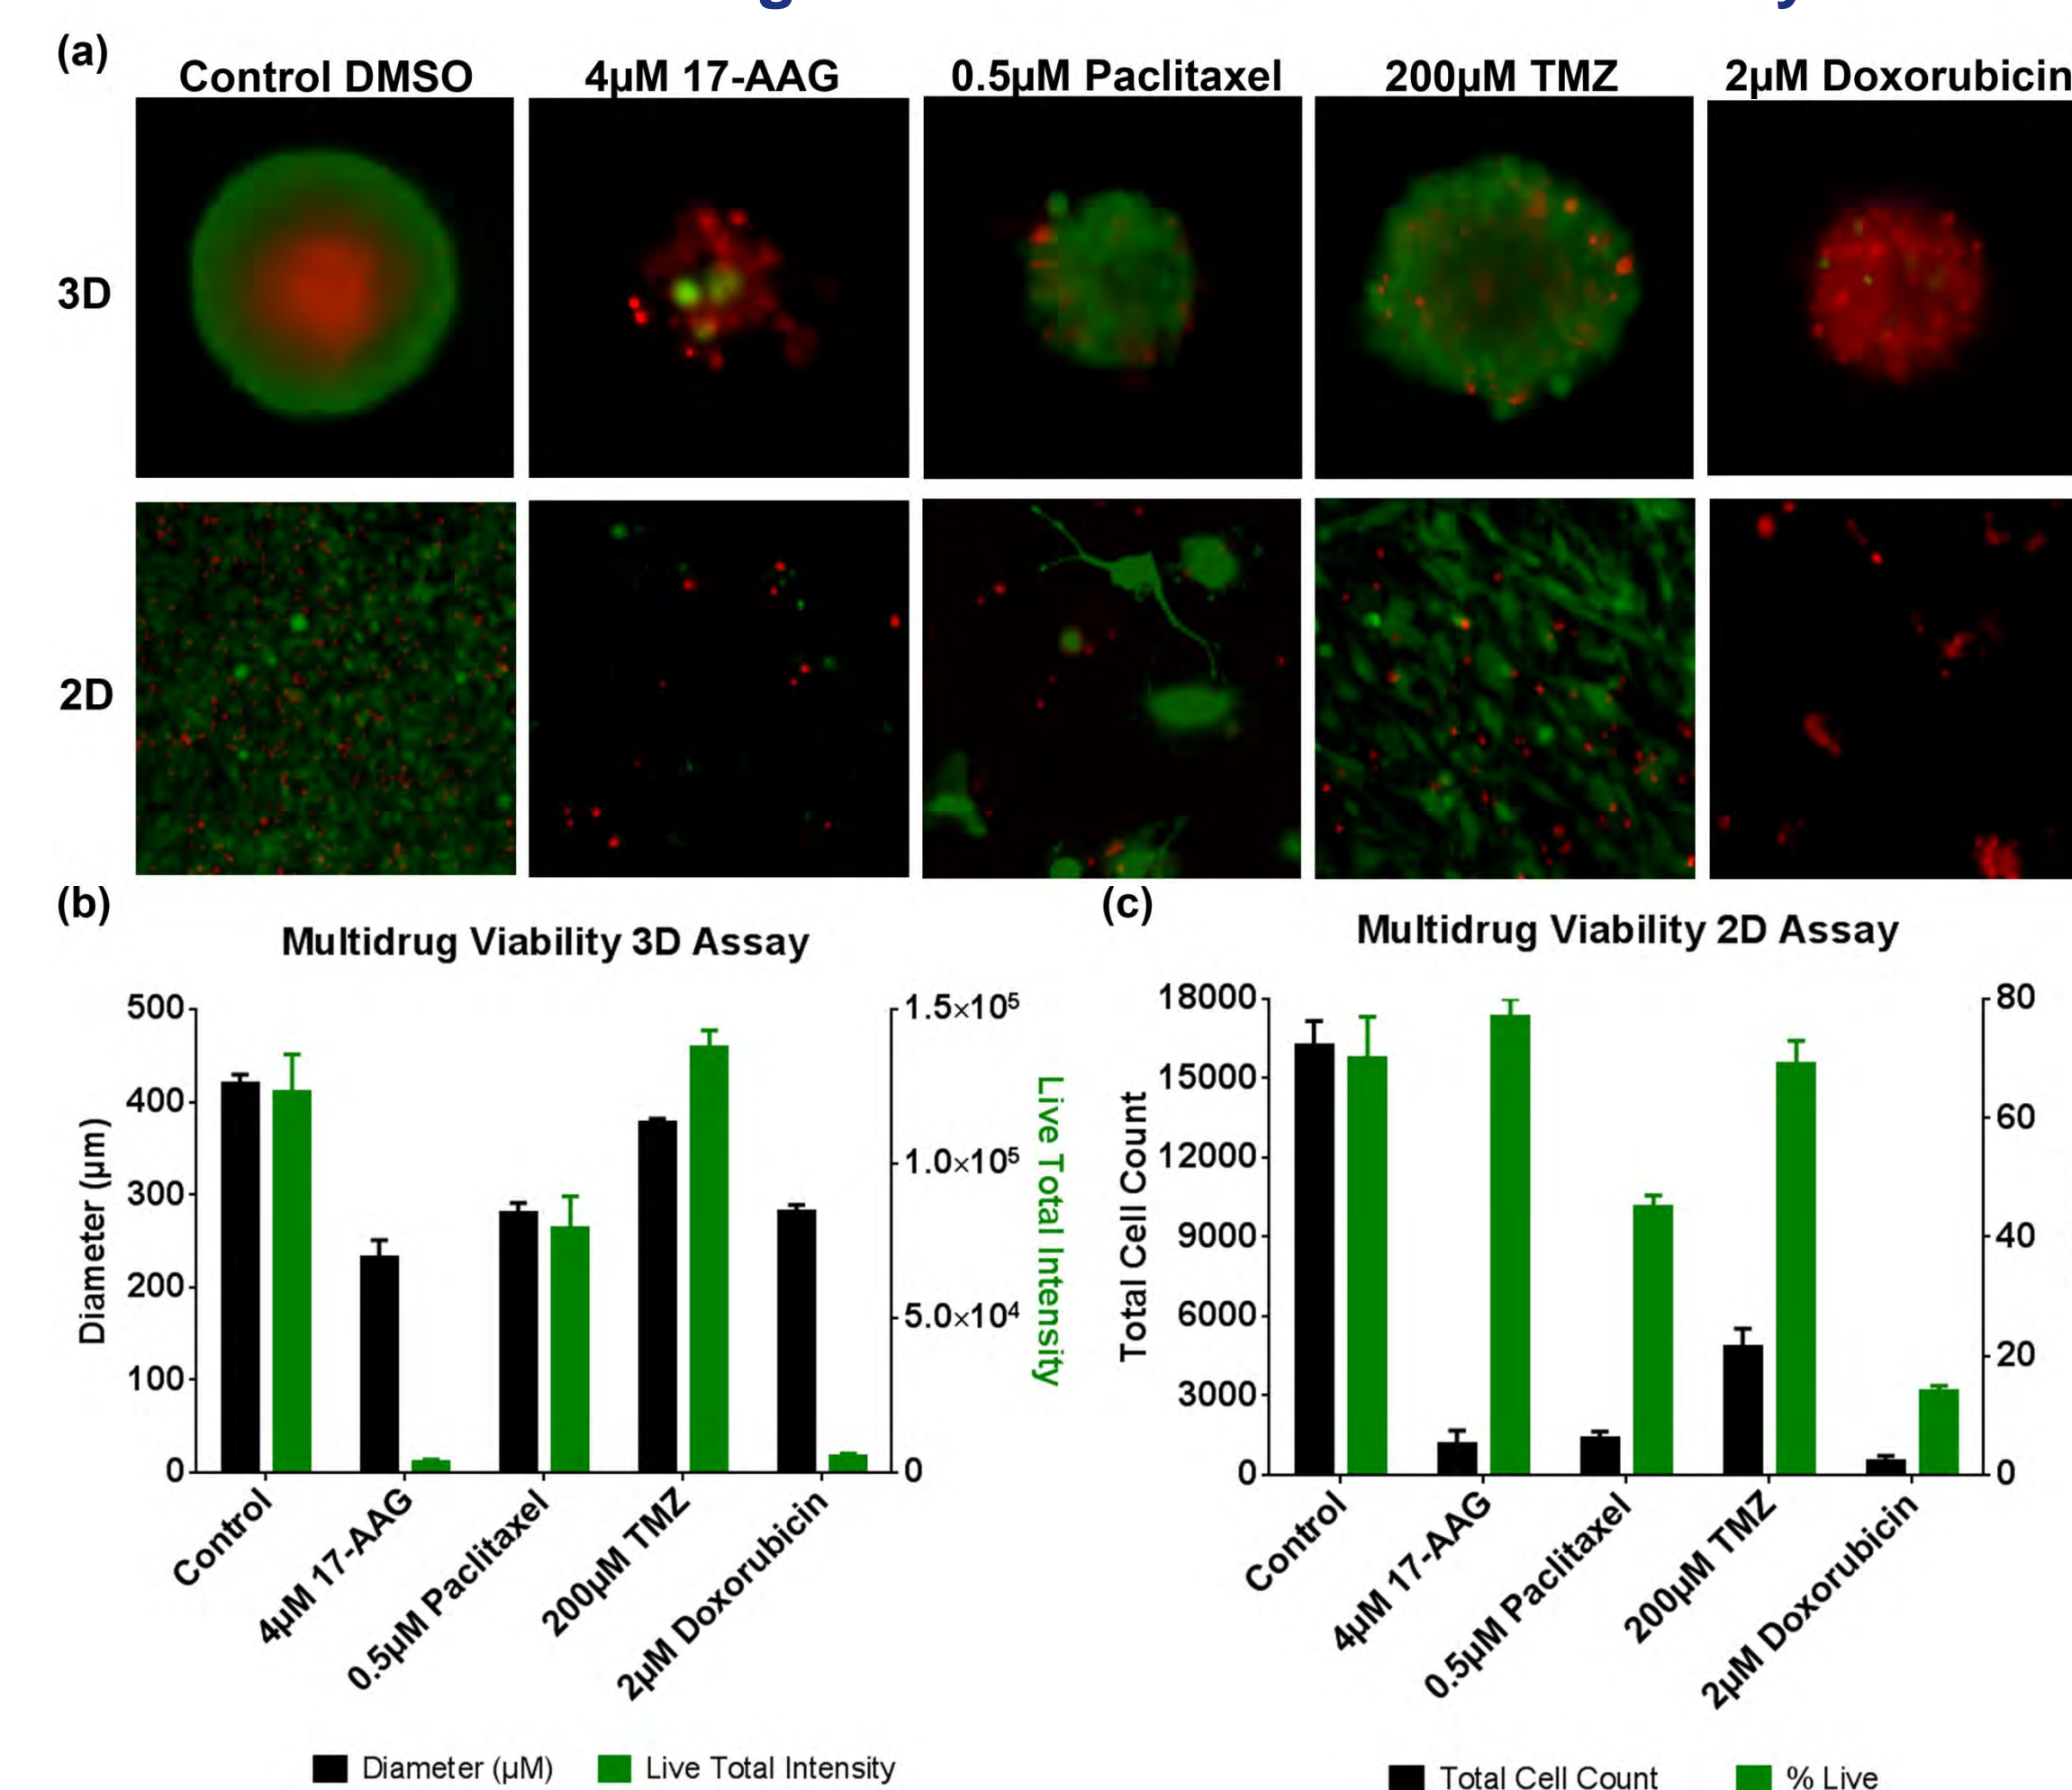 (a)
Control DMSO
4µM 17-AAG
0.5µM Paclitaxel
200µM TMZ
2µM Doxorubicin
3D
2D
(b)
Multidrug Viability 3D Assay
Diameter (µm)
500
400
300
200
100
0
1.5×10⁵
1.0×10⁵
5.0×10⁴
0
Live Total Intensity
Control
4µM 17-AAG
0.5µM Paclitaxel
200µM TMZ
2µM Doxorubicin
Diameter (µM)
Live Total Intensity
(c)
Multidrug Viability 2D Assay
Total Cell Count
18000
15000
12000
9000
6000
3000
0
80
60
40
20
0
Control
4µM 17-AAG
0.5µM Paclitaxel
200µM TMZ
2µM Doxorubicin
Total Cell Count
% Live